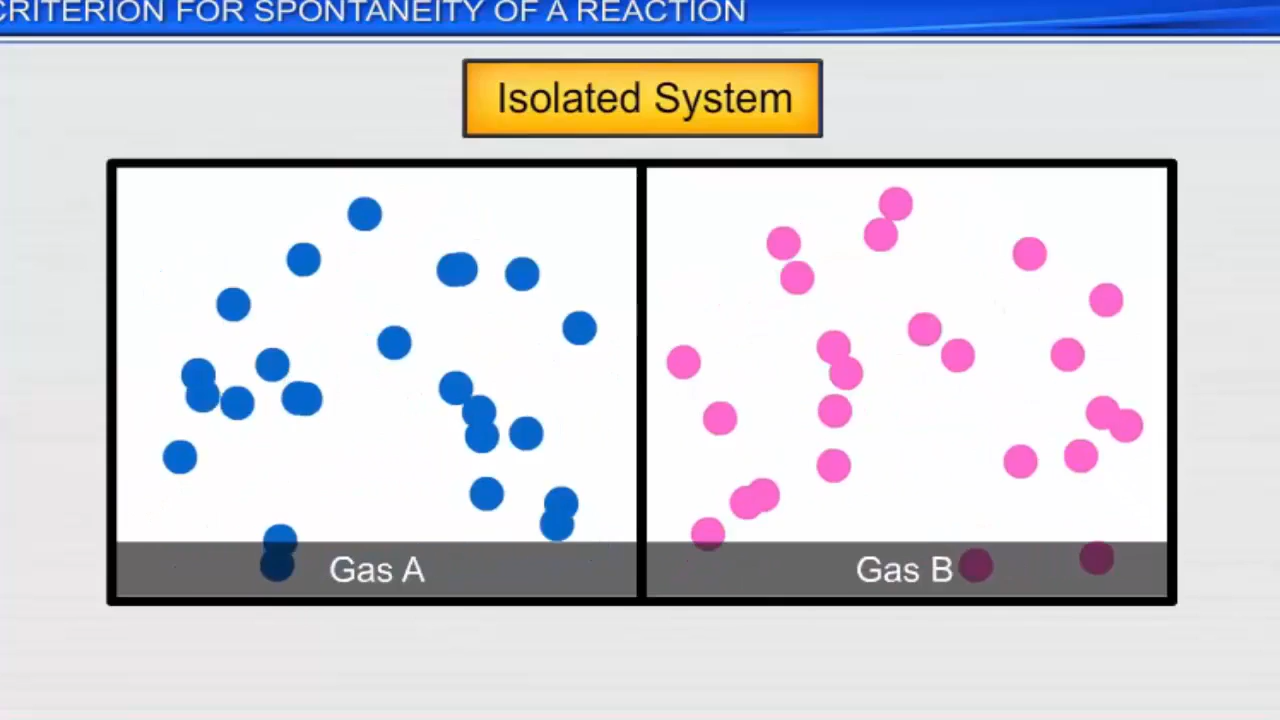 CRITERION FOR SPONTANEITY OF A REACTION
Isolated System
Gas A
Gas B